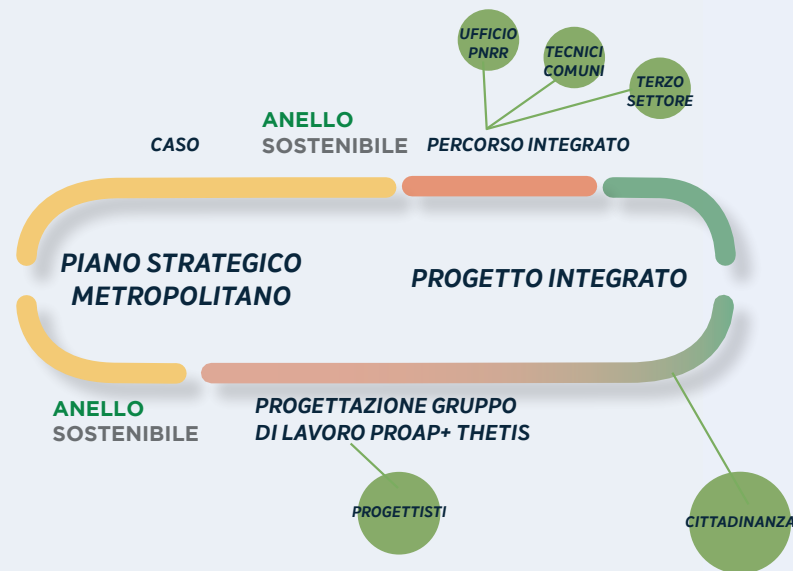 UFFICIO
PNRR
TECNICI
COMUNI
TERZO
SETTORE
CASO
ANELLO
SOSTENIBILE
PERCORSO INTEGRATO
PIANO STRATEGICO
METROPOLITANO
PROGETTO INTEGRATO
ANELLO
SOSTENIBILE
PROGETTAZIONE GRUPPO
DI LAVORO PROAP+ THETIS
PROGETTISTI
CITTADINANZA